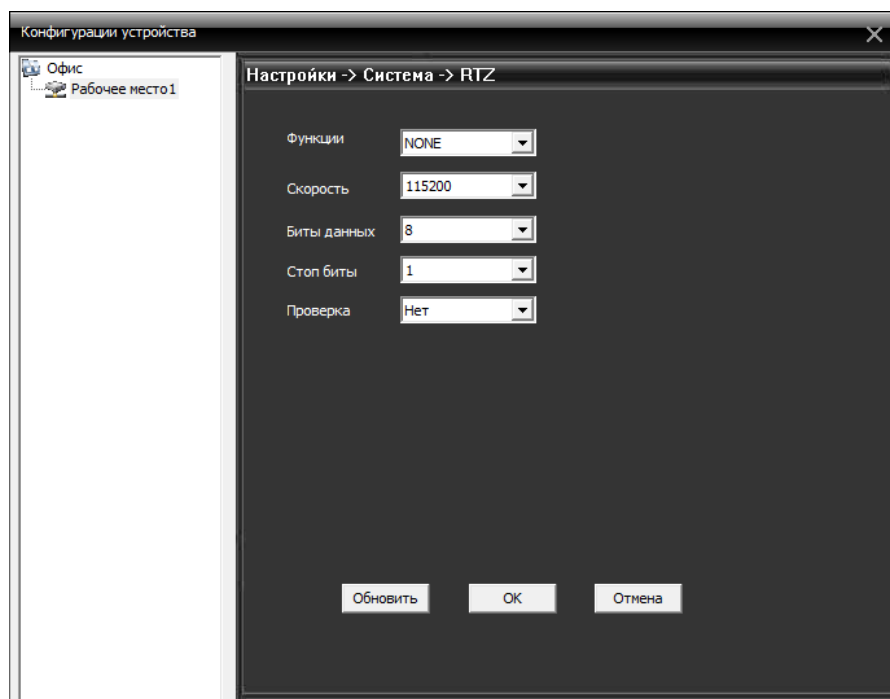 Конфигурации устройства
Офис
Рабочее место1
Настройки -> Система -> RTZ
Функции NONE
Скорость 115200
Биты данных 8
Стоп биты 1
Проверка Нет
Обновить OK Отмена